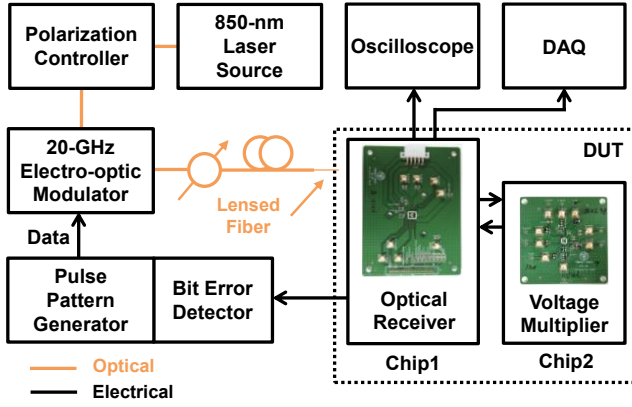 Polarization
Controller
850-nm
Laser
Source
Oscilloscope
DAQ
20-GHz
Electro-optic
Modulator
Lensed
Fiber
DUT
Data
Pulse
Pattern
Generator
Bit Error
Detector
Optical
Receiver
Voltage
Multiplier
Chip1
Chip2
Optical
Electrical